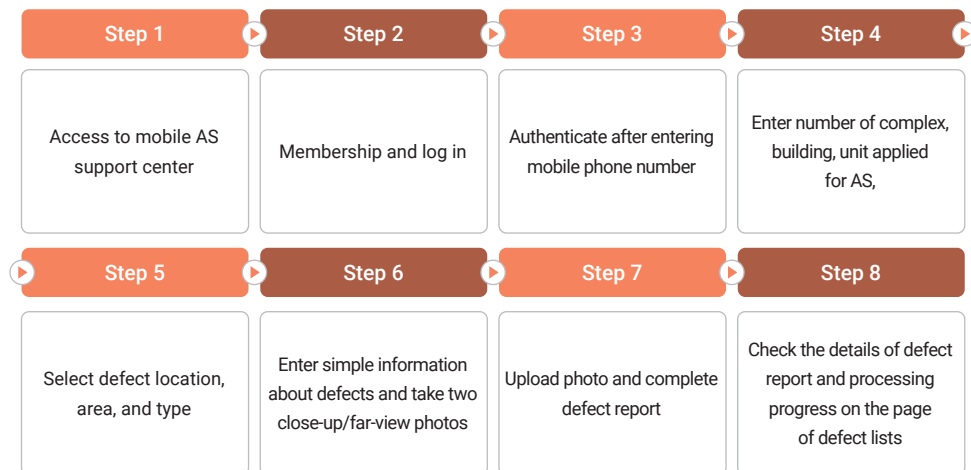 Step 1
Step 2
Step 3
Step 4
Access to mobile AS
support center
Membership and log in
Authenticate after entering
mobile phone number
Enter number of complex,
building, unit applied
for AS,
Step 5
Step 6
Step 7
Step 8
Select defect location,
area, and type
Enter simple information
about defects and take two
close-up/far-view photos
Upload photo and complete
defect report
Check the details of defect
report and processing
progress on the page
of defect lists